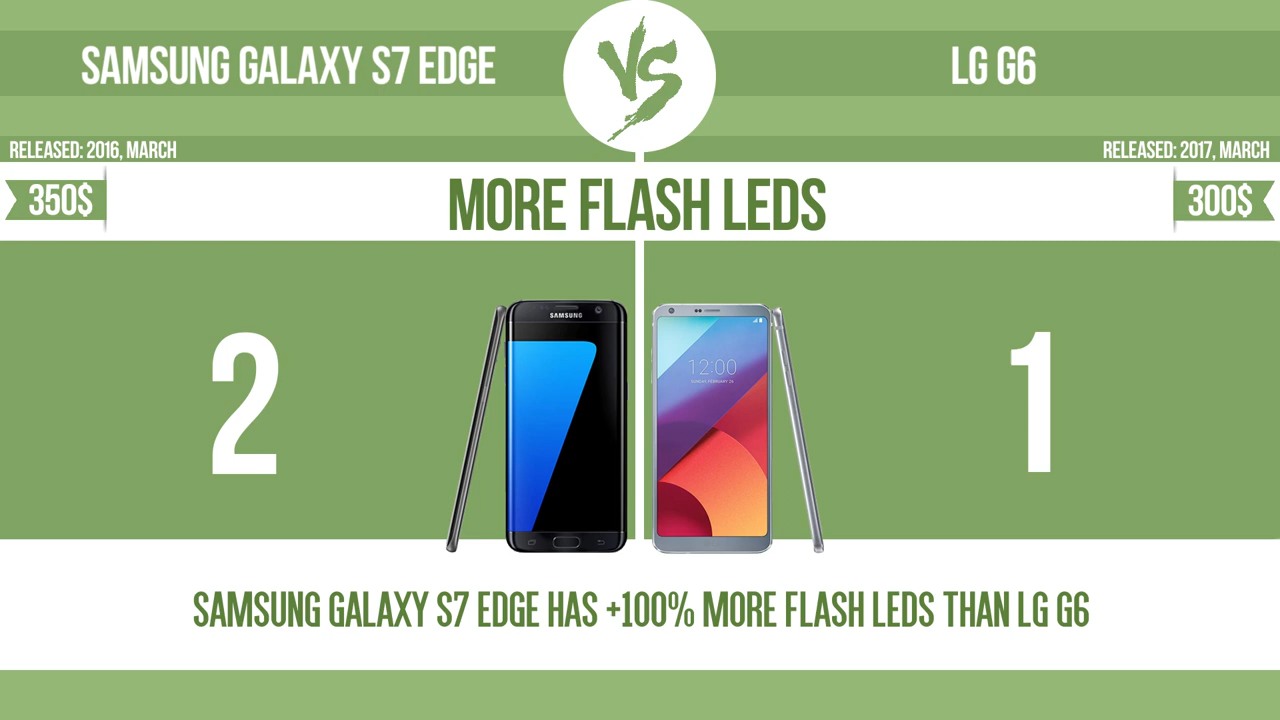 SAMSUNG GALAXY S7 EDGE
VS
LG G6
RELEASED: 2016, MARCH
RELEASED: 2017, MARCH
350$
MORE FLASH LEDS
300$
SAMSUNG
12:00
2
1
SAMSUNG GALAXY S7 EDGE HAS +100% MORE FLASH LEDS THAN LG G6